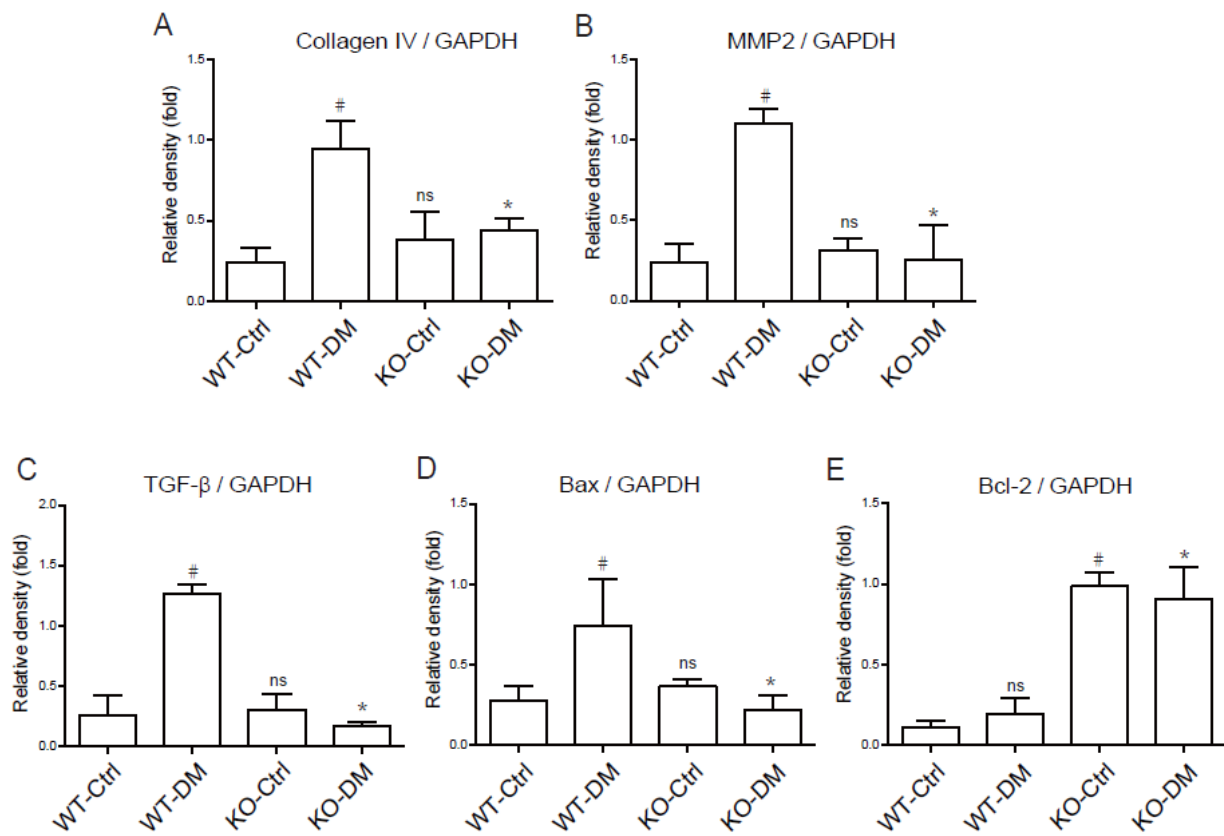 A
Collagen IV / GAPDH
Relative density (fold)
1.5
1.0
0.5
0.0
#
ns
*
WT-Ctrl
WT-DM
KO-Ctrl
KO-DM
B
MMP2 / GAPDH
Relative density (fold)
1.5
1.0
0.5
0.0
#
ns
*
WT-Ctrl
WT-DM
KO-Ctrl
KO-DM
C
TGF-β / GAPDH
Relative density (fold)
2.0
1.5
1.0
0.5
0.0
#
ns
*
WT-Ctrl
WT-DM
KO-Ctrl
KO-DM
D
Bax / GAPDH
Relative density (fold)
1.5
1.0
0.5
0.0
#
ns
*
WT-Ctrl
WT-DM
KO-Ctrl
KO-DM
E
Bcl-2 / GAPDH
Relative density (fold)
1.5
1.0
0.5
0.0
ns
#
*
WT-Ctrl
WT-DM
KO-Ctrl
KO-DM